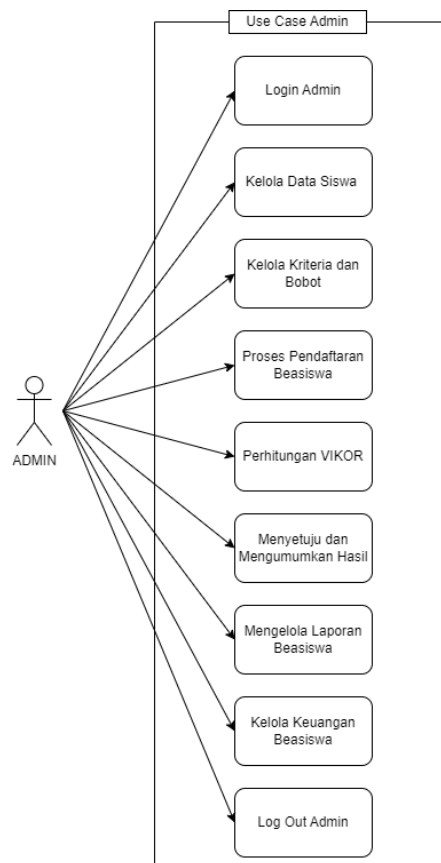 Use Case Admin
Login Admin
Kelola Data Siswa
Kelola Kriteria dan
Bobot
Proses Pendaftaran
Beasiswa
ADMIN
Perhitungan VIKOR
Menyetuju dan
Mengumumkan Hasil
Mengelola Laporan
Beasiswa
Kelola Keuangan
Beasiswa
Log Out Admin